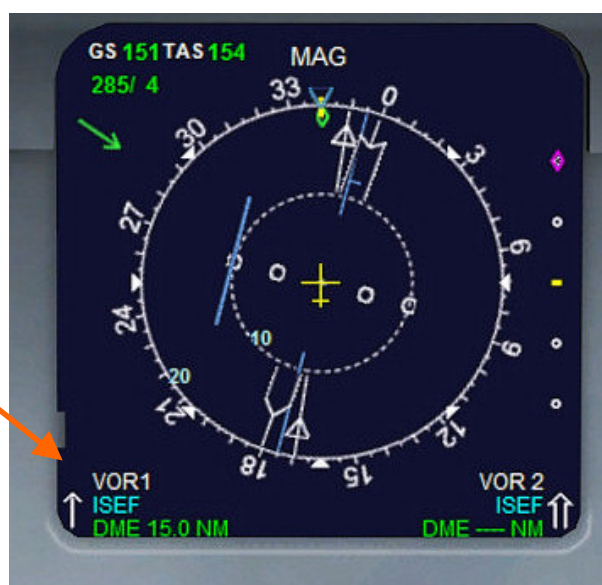 GS 151 TAS 154
MAG
285/ 4
33
0
30
3
27
6
24
9
10
20
21
12
18
15
VOR1
ISEF
DME 15.0 NM
VOR 2
ISEF
DME ---- NM